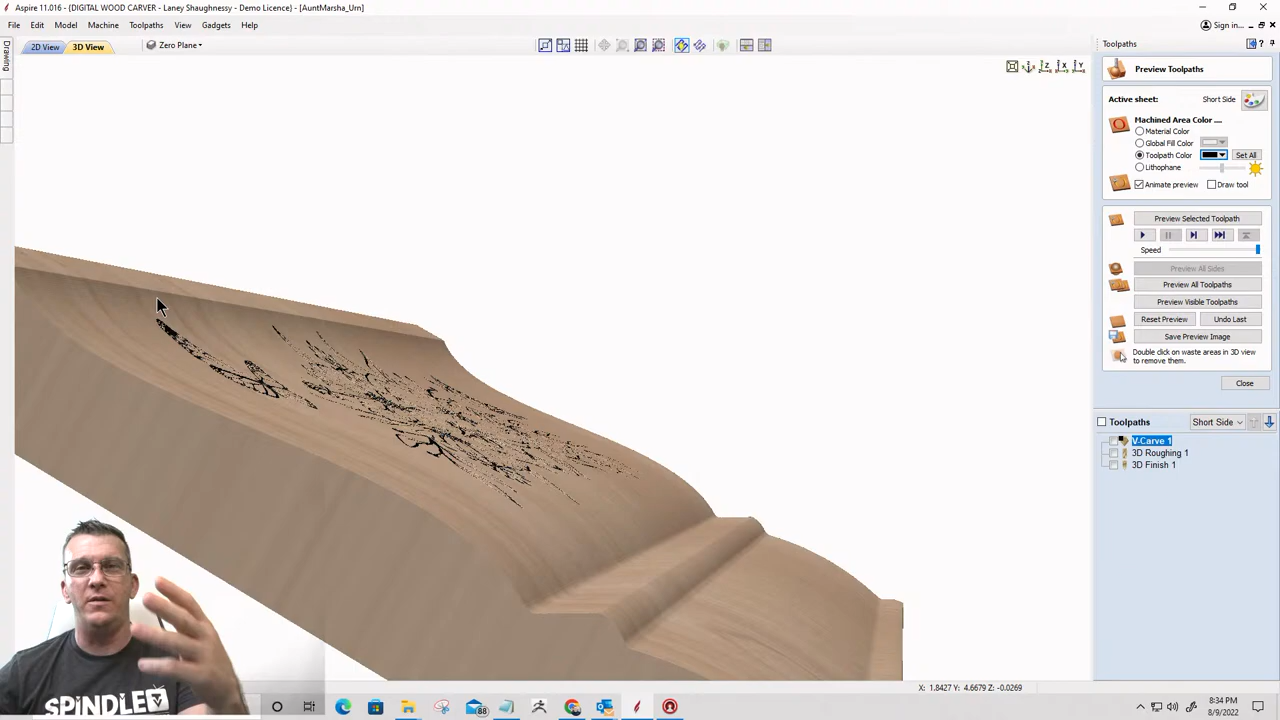 Aspire 11.016 - {DIGITAL WOOD CARVER - Laney Shaughnessy - Demo Licence} - [AuntMarsha_Urn]
File Edit Model Machine Toolpaths View Gadgets Help
Sign in...
2D View 3D View Zero Plane
Drawing
Toolpaths
Preview Toolpaths
Active sheet: Short Side
Machined Area Color ....
Material Color
Global Fill Color
Toolpath Color Set All
Lithophane
Animate preview Draw tool
Preview Selected Toolpath
Speed
Preview All Sides
Preview All Toolpaths
Preview Visible Toolpaths
Reset Preview Undo Last
Save Preview Image
Double click on waste areas in 3D view
to remove them.
Close
Toolpaths Short Side
V-Carve 1
3D Roughing 1
3D Finish 1
SPINDLE
X: 1.8427 Y: 4.6679 Z: -0.0269
88
8:34 PM
8/9/2022